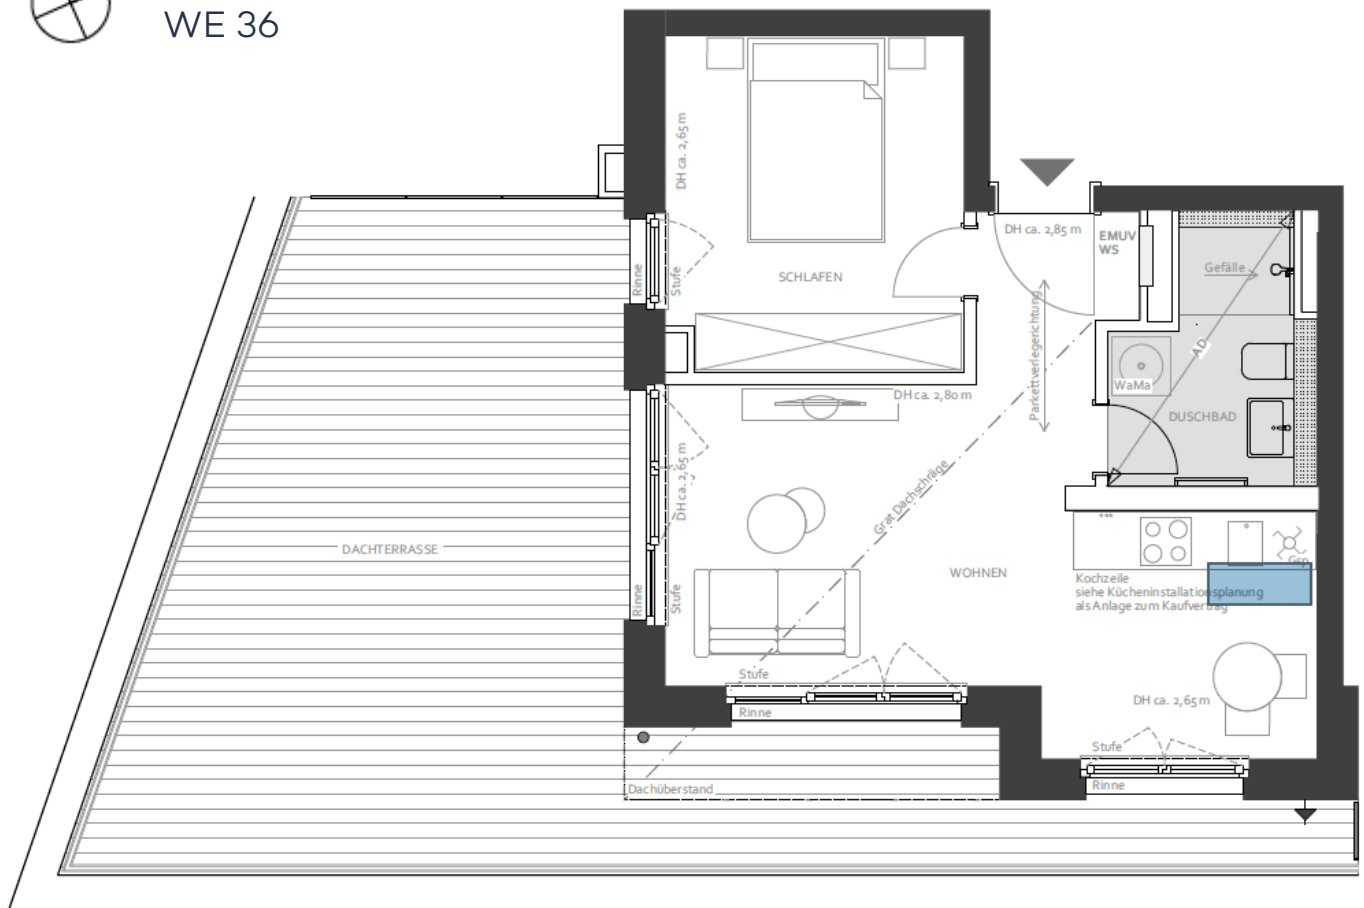 WE 36
DH ca. 2,65 m
DH ca. 2,85 m
EMUV
WS
Gefälle
Rinne
Stufe
SCHLAFEN
Parkettverlegerichtung
AD
WaMa
DUSCHBAD
DH ca. 2,80 m
DH ca. 2,65 m
Grat Dachschräge
DACHTERRASSE
WOHNEN
Gsp
Kochzeile
siehe Kücheninstallationsplanung
als Anlage zum Kaufvertrag
Rinne
Stufe
Stufe
Rinne
DH ca. 2,65 m
Stufe
Rinne
Dachüberstand